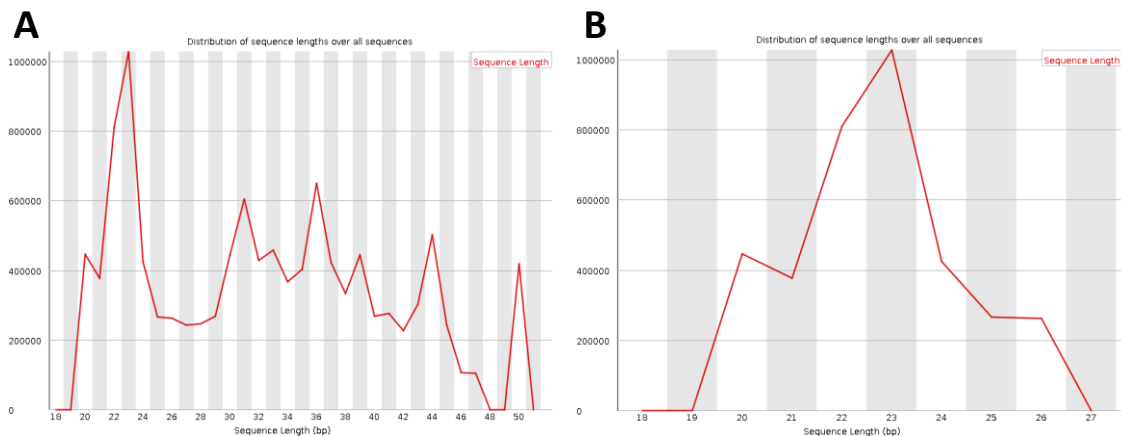 A
Distribution of sequence lengths over all sequences
Sequence Length
1000000
800000
600000
400000
200000
0
18 20 22 24 26 28 30 32 34 36 38 40 42 44 46 48 50
Sequence Length (bp)
B
Distribution of sequence lengths over all sequences
Sequence Length
1000000
800000
600000
400000
200000
0
18 19 20 21 22 23 24 25 26 27
Sequence Length (bp)